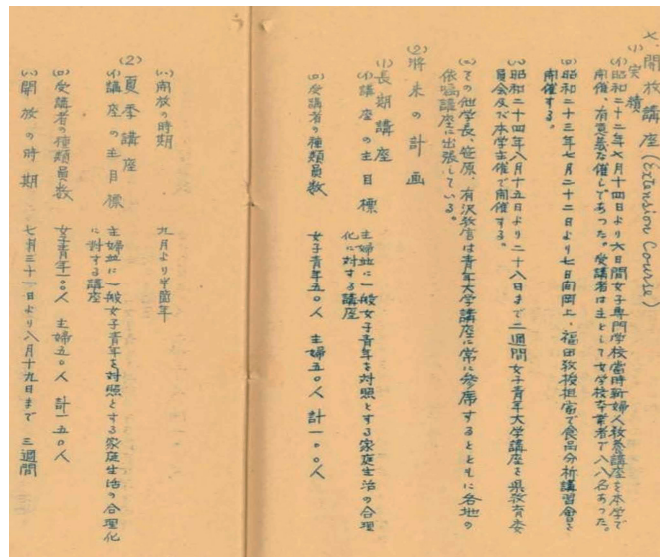 七、開放講座 (Extension Course)
(1) 実績
(イ)昭和二十二年七月十四日より六日間女子専門学校當時新婦人教養講座を本学で
開催、有意義な催しであつた。受講者は主として女学校卒業者で八八名あつた。
(ロ)昭和二十三年七月二十二日より七日間同上、福田教授担当で食品分析講習会を
開催する。
(ハ)昭和二十四年八月十五日より二十八日まで二週間女子青年大学講座を県教育委
員会及び本学主催で開催する。
(ニ)その他学長、笹原、有沢教官は青年大学講座に常に参席するとともに各地の
依嘱講座に出張している。
(2) 将来の計画
(1) 長期講座
(イ)講座の主目標 主婦並に一般女子青年を対照とする家庭生活の合理
化に対する講座
(ロ)受講者の種類員数 女子青年五〇人 主婦五〇人 計一〇〇人
(ハ)開放の時期 九月より半箇年
(2) 夏季講座
(イ)講座の主目標 主婦並に一般女子青年を対照とする家庭生活の合理化
に対する講座
(ロ)受講者の種類員数 女子青年一〇〇人 主婦五〇人 計一五〇人
(ハ)開放の時期 七月三十一日より八月十九日まで 三週間